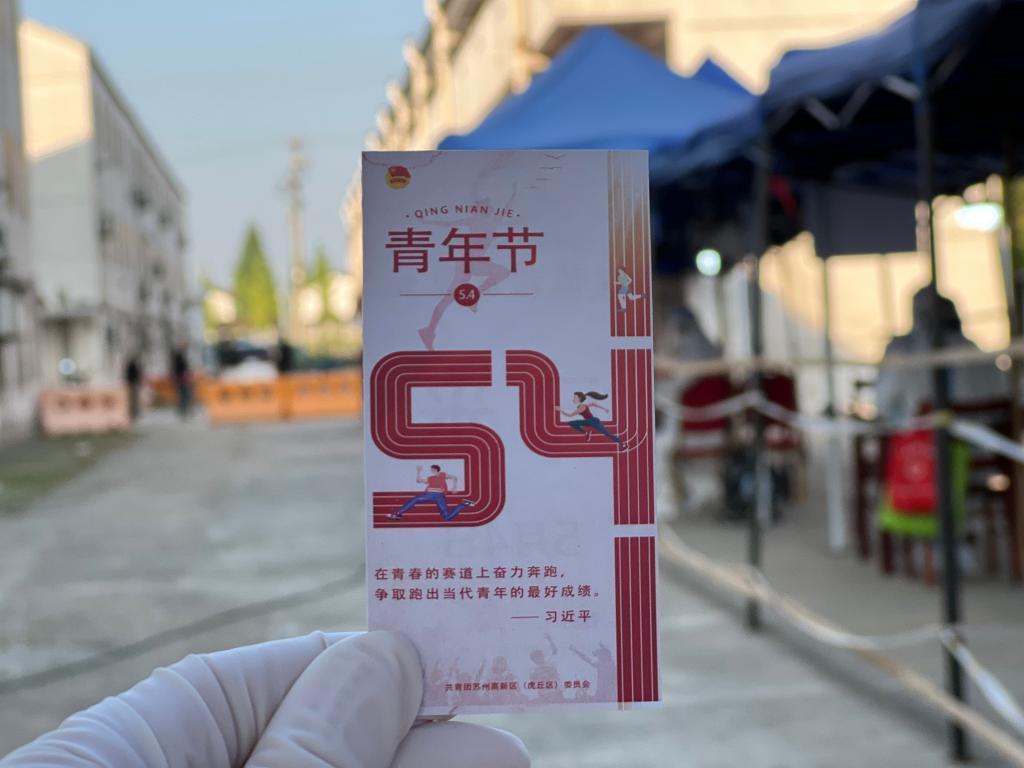 · QING NIAN JIE ·
青年节
5.4
54
在青春的赛道上奋力奔跑，
争取跑出当代青年的最好成绩。
—— 习近平
共青团苏州高新区（虎丘区）委员会